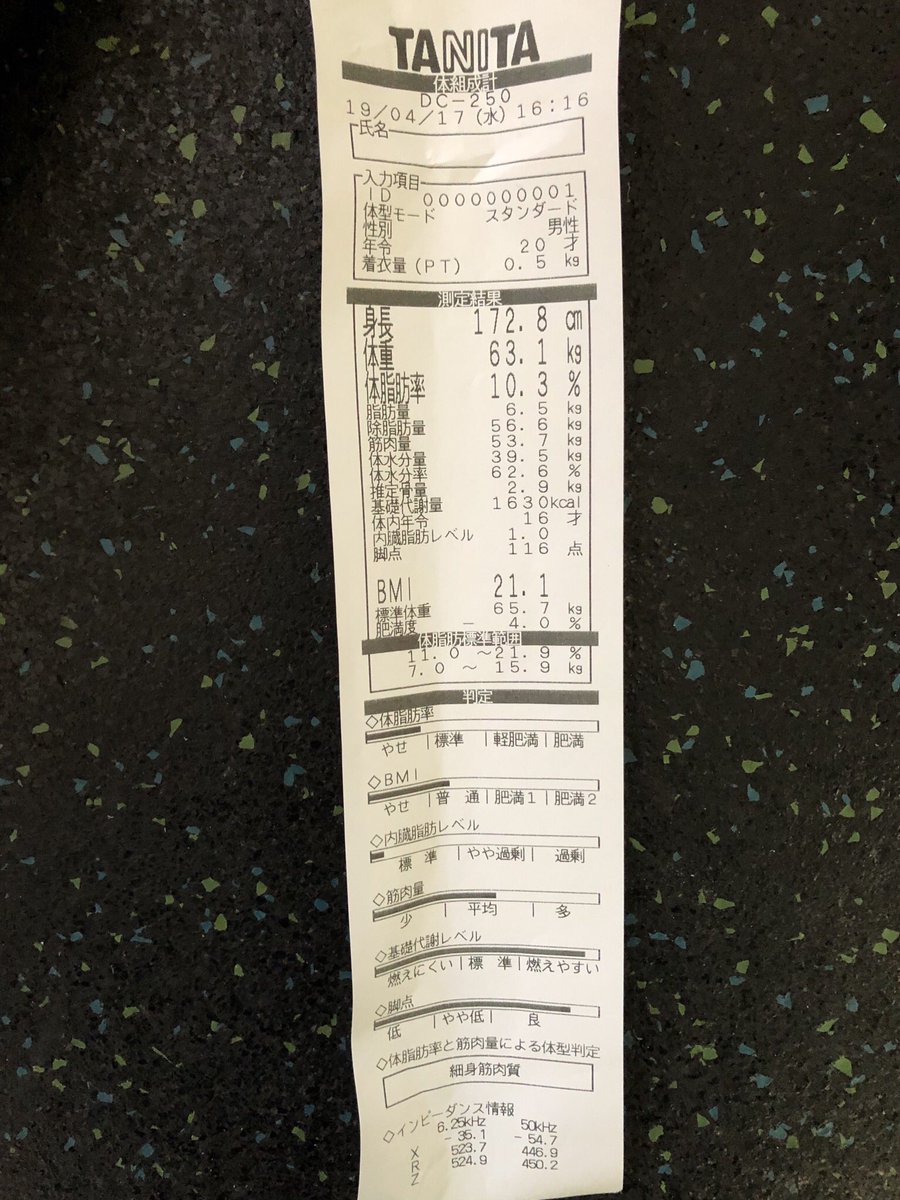 TANITA
体組成計
DC-250
19/04/17(水) 16:16
氏名
入力項目
ID 0000000001
体型モード スタンダード
性別 男性
年令 20 才
着衣量(PT) 0.5 kg
測定結果
身長 172.8 cm
体重 63.1 kg
体脂肪率 10.3 %
脂肪量 6.5 kg
除脂肪量 56.6 kg
筋肉量 53.7 kg
体水分量 39.5 kg
体水分率 62.6 %
推定骨量 2.9 kg
基礎代謝量 1630kcal
体内年令 16 才
内臓脂肪レベル 1.0
脚点 116 点
BMI 21.1
標準体重 65.7 kg
肥満度 - 4.0 %
体脂肪標準範囲
11.0 ~21.9 %
7.0 ~ 15.9 kg
判定
◇体脂肪率
やせ |標準 |軽肥満| 肥満
◇BMI
やせ |普 通|肥満1|肥満2
◇内臓脂肪レベル
標 準 |やや過剰| 過剰
◇筋肉量
少 | 平均 | 多
◇基礎代謝レベル
燃えにくい|標 準|燃えやすい
◇脚点
低 |やや低| 良
◇体脂肪率と筋肉量による体型判定
細身筋肉質
◇インピーダンス情報
6.25kHz 50kHz
X -35.1 -54.7
R 523.7 446.9
Z 524.9 450.2